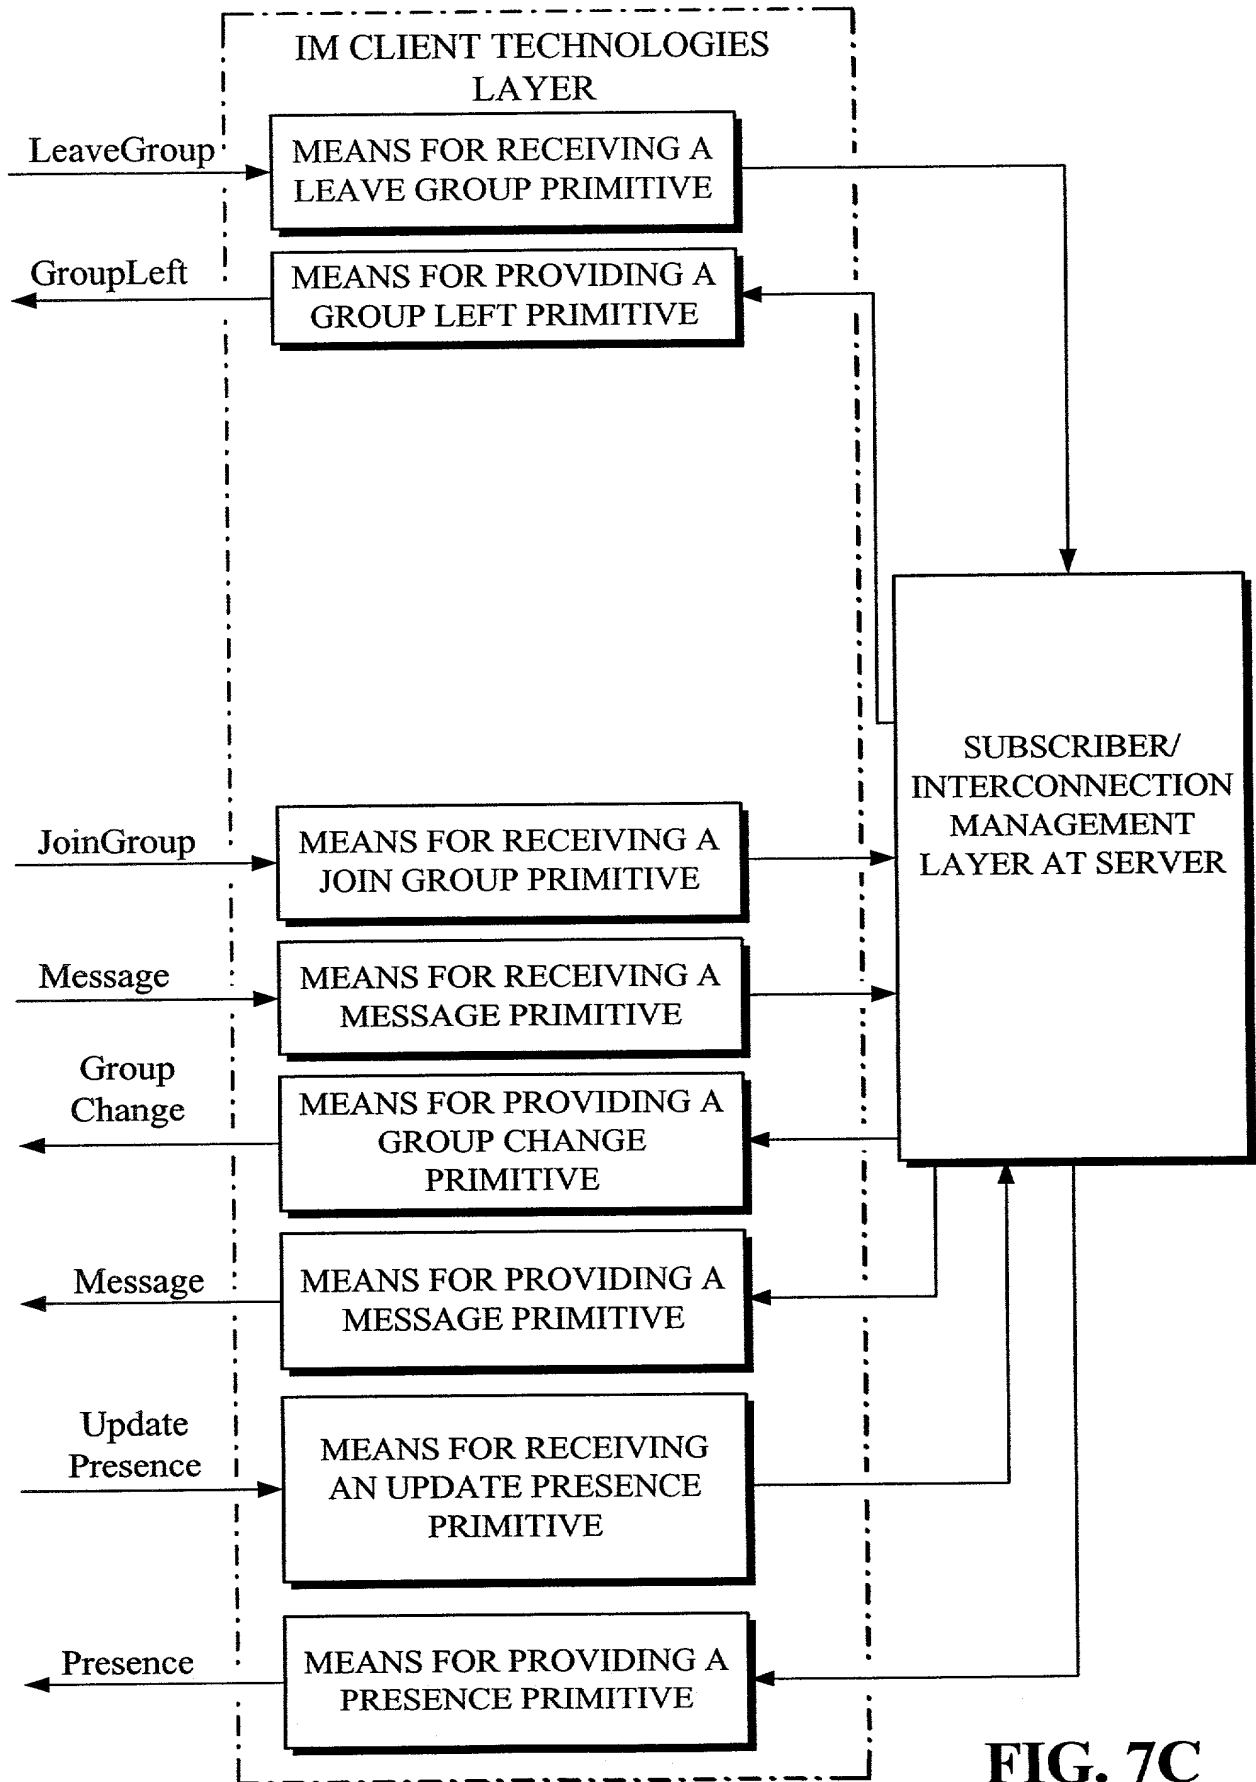 IM CLIENT TECHNOLOGIES
LAYER
LeaveGroup
MEANS FOR RECEIVING A
LEAVE GROUP PRIMITIVE
GroupLeft
MEANS FOR PROVIDING A
GROUP LEFT PRIMITIVE
SUBSCRIBER/
INTERCONNECTION
MANAGEMENT
LAYER AT SERVER
JoinGroup
MEANS FOR RECEIVING A
JOIN GROUP PRIMITIVE
Message
MEANS FOR RECEIVING A
MESSAGE PRIMITIVE
Group
Change
MEANS FOR PROVIDING A
GROUP CHANGE
PRIMITIVE
Message
MEANS FOR PROVIDING A
MESSAGE PRIMITIVE
Update
Presence
MEANS FOR RECEIVING
AN UPDATE PRESENCE
PRIMITIVE
Presence
MEANS FOR PROVIDING A
PRESENCE PRIMITIVE
FIG. 7C